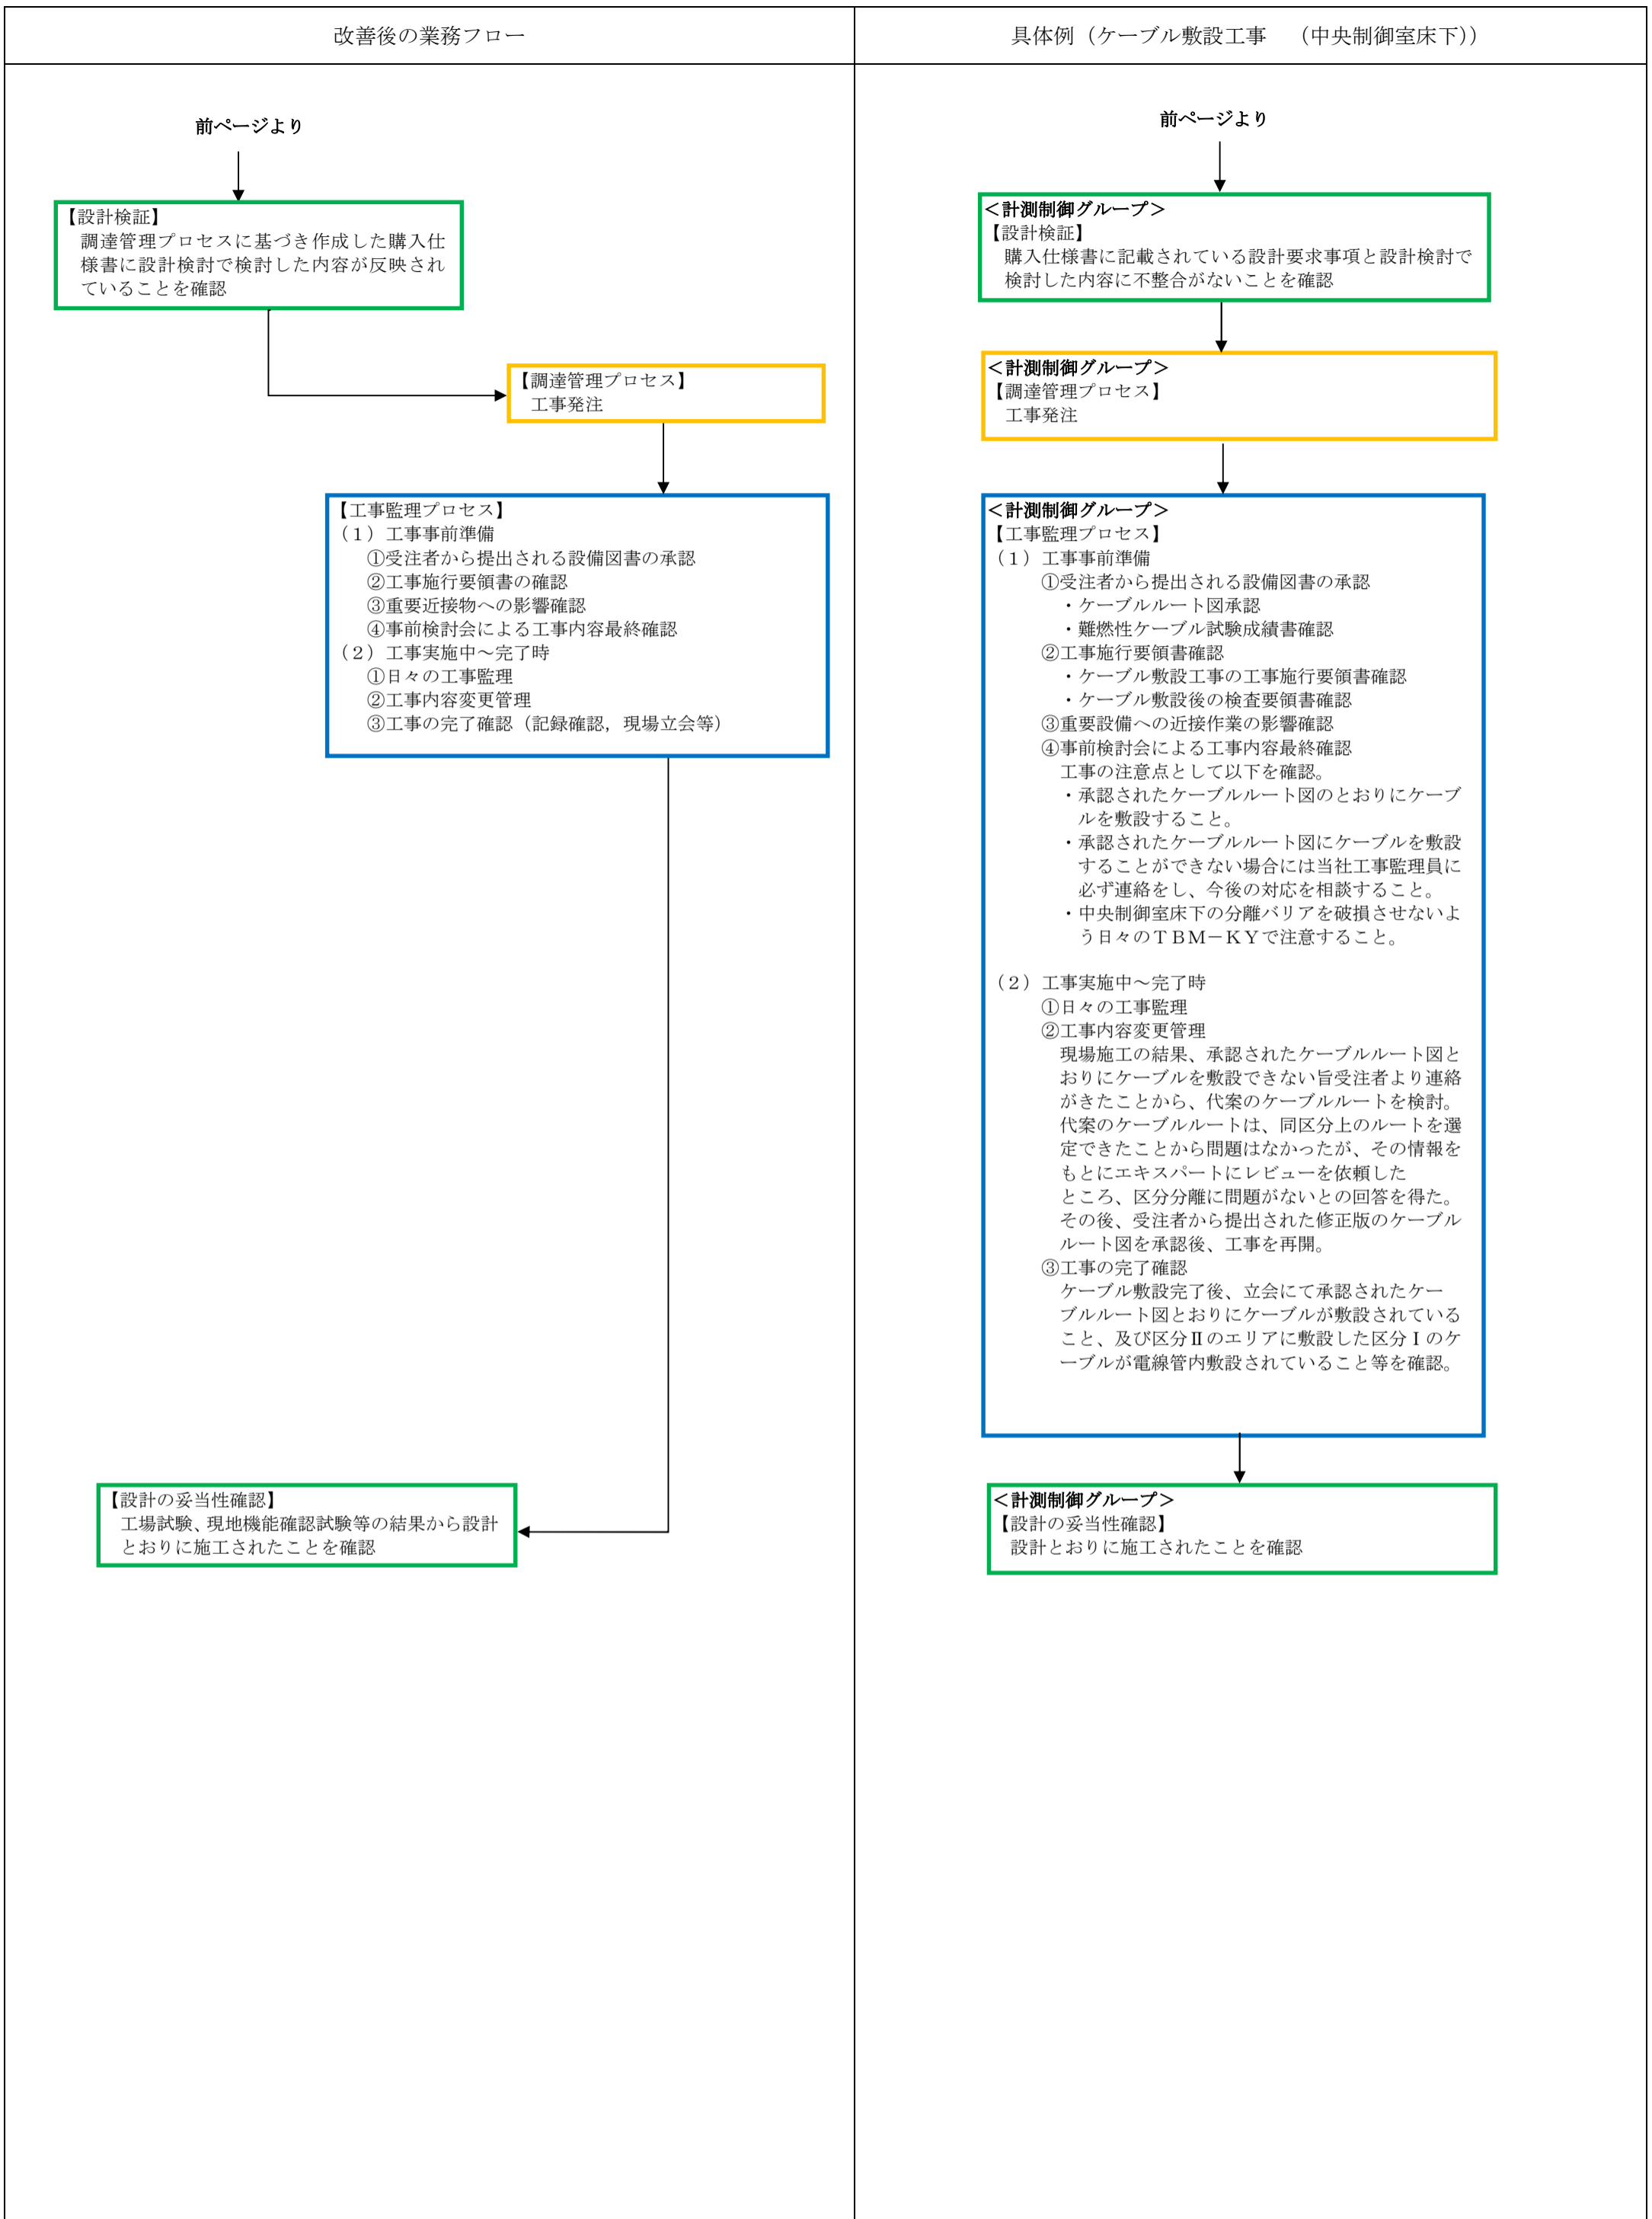 改善後の業務フロー
前ページより
【設計検証】
調達管理プロセスに基づき作成した購入仕
様書に設計検討で検討した内容が反映され
ていることを確認
【調達管理プロセス】
工事発注
【工事監理プロセス】
（１）工事事前準備
①受注者から提出される設備図書の承認
②工事施行要領書の確認
③重要近接物への影響確認
④事前検討会による工事内容最終確認
（２）工事実施中～完了時
①日々の工事監理
②工事内容変更管理
③工事の完了確認（記録確認，現場立会等）
【設計の妥当性確認】
工場試験、現地機能確認試験等の結果から設計
とおりに施工されたことを確認
具体例（ケーブル敷設工事　（中央制御室床下））
前ページより
＜計測制御グループ＞
【設計検証】
購入仕様書に記載されている設計要求事項と設計検討で
検討した内容に不整合がないことを確認
＜計測制御グループ＞
【調達管理プロセス】
工事発注
＜計測制御グループ＞
【工事監理プロセス】
（１）工事事前準備
①受注者から提出される設備図書の承認
・ケーブルルート図承認
・難燃性ケーブル試験成績書確認
②工事施行要領書確認
・ケーブル敷設工事の工事施行要領書確認
・ケーブル敷設後の検査要領書確認
③重要設備への近接作業の影響確認
④事前検討会による工事内容最終確認
工事の注意点として以下を確認。
・承認されたケーブルルート図のとおりにケーブ
ルを敷設すること。
・承認されたケーブルルート図にケーブルを敷設
することができない場合には当社工事監理員に
必ず連絡をし、今後の対応を相談すること。
・中央制御室床下の分離バリアを破損させないよ
う日々のＴＢＭ－ＫＹで注意すること。
（２）工事実施中～完了時
①日々の工事監理
②工事内容変更管理
現場施工の結果、承認されたケーブルルート図と
おりにケーブルを敷設できない旨受注者より連絡
がきたことから、代案のケーブルルートを検討。
代案のケーブルルートは、同区分上のルートを選
定できたことから問題はなかったが、その情報を
もとにエキスパートにレビューを依頼した
ところ、区分分離に問題がないとの回答を得た。
その後、受注者から提出された修正版のケーブル
ルート図を承認後、工事を再開。
③工事の完了確認
ケーブル敷設完了後、立会にて承認されたケー
ブルルート図とおりにケーブルが敷設されている
こと、及び区分Ⅱのエリアに敷設した区分Ⅰのケ
ーブルが電線管内敷設されていること等を確認。
＜計測制御グループ＞
【設計の妥当性確認】
設計とおりに施工されたことを確認